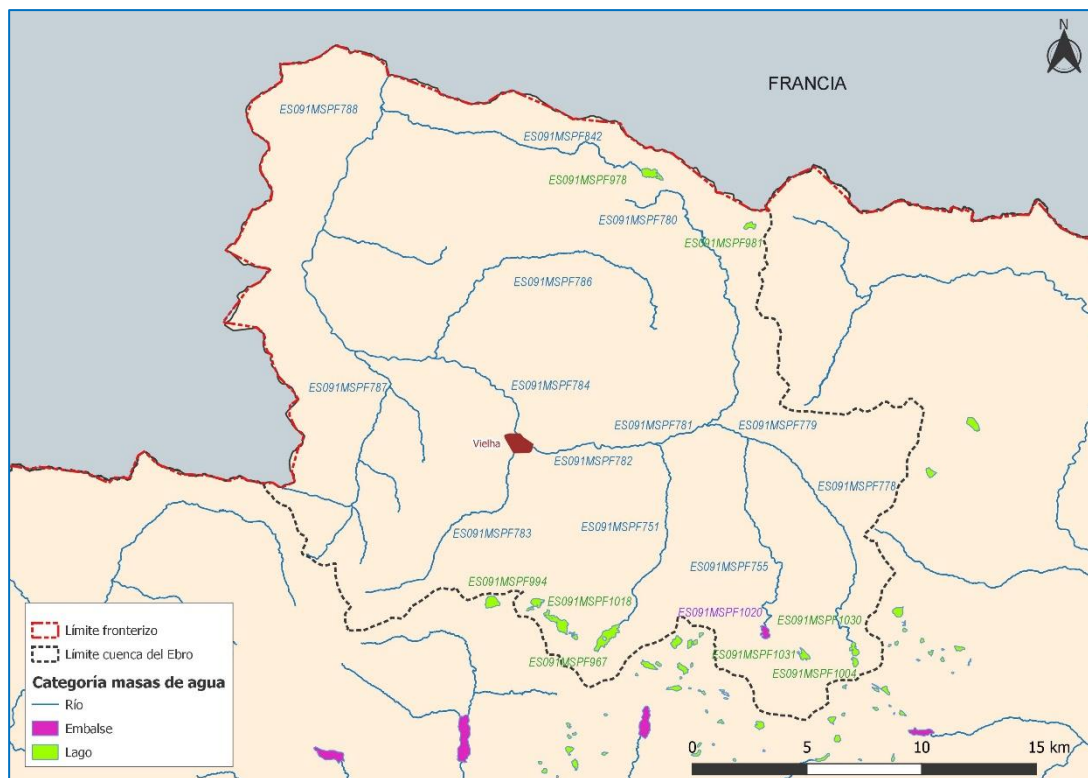 N
FRANCIA
ES091MSPF788
ES091MSPF842
ES091MSPF978
ES091MSPF780
ES091MSPF981
ES091MSPF786
ES091MSPF787
ES091MSPF784
Vielha
ES091MSPF781
ES091MSPF779
ES091MSPF782
ES091MSPF778
ES091MSPF783
ES091MSPF751
ES091MSPF755
ES091MSPF994
ES091MSPF1018
ES091MSPF1020
ES091MSPF1030
ES091MSPF967
ES091MSPF1031
ES091MSPF1004
Límite fronterizo
Límite cuenca del Ebro
Categoría masas de agua
Río
Embalse
Lago
0 5 10 15 km